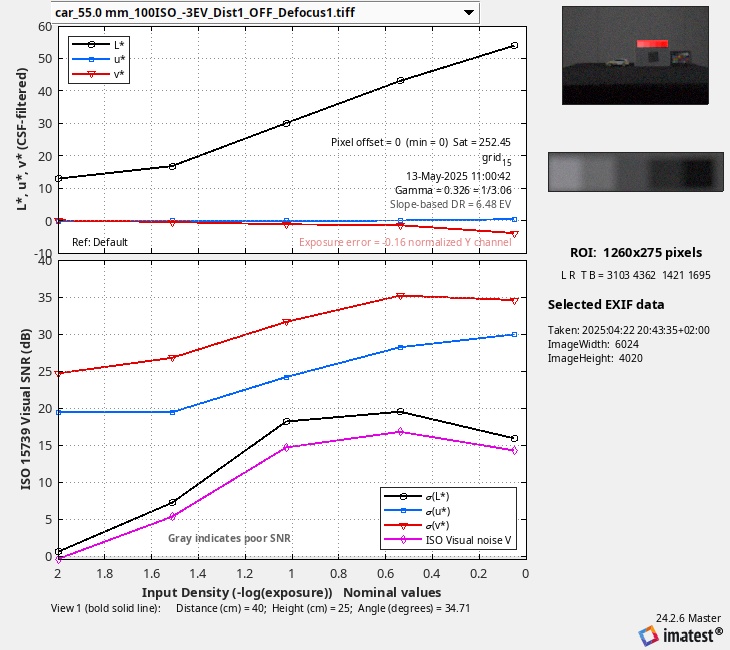 car_55.0 mm_100ISO_-3EV_Dist1_OFF_Defocus1.tiff
60
50
40
30
20
10
0
-10
L*, u*, v* (CSF-filtered)
L*
u*
v*
Pixel offset = 0 (min = 0) Sat = 252.45
grid15
13-May-2025 11:00:42
Gamma = 0.326 = 1/3.06
Slope-based DR = 6.48 EV
Ref: Default
Exposure error = -0.16 normalized Y channel
40
35
30
25
20
15
10
5
0
ISO 15739 Visual SNR (dB)
σ(L*)
σ(u*)
σ(v*)
ISO Visual noise V
Gray indicates poor SNR
2 1.8 1.6 1.4 1.2 1 0.8 0.6 0.4 0.2 0
Input Density (-log(exposure)) Nominal values
View 1 (bold solid line): Distance (cm) = 40; Height (cm) = 25; Angle (degrees) = 34.71
ROI: 1260x275 pixels
L R T B = 3103 4362 1421 1695
Selected EXIF data
Taken: 2025:04:22 20:43:35+02:00
ImageWidth: 6024
ImageHeight: 4020
24.2.6 Master
imatest®